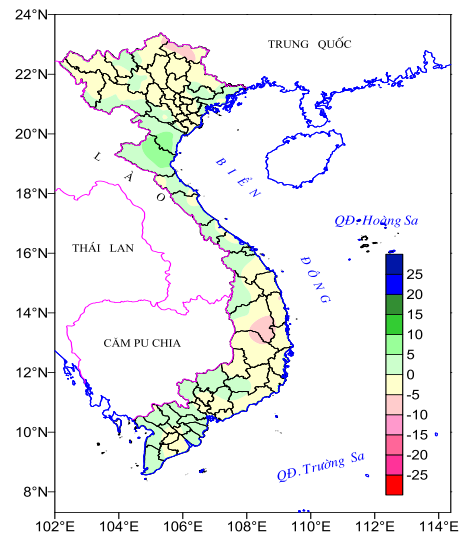 24°N
TRUNG QUỐC
22°N
20°N
LÀO
BIỂN
18°N
QĐ. Hoàng Sa
THÁI LAN
16°N
ĐÔNG
25
20
14°N
15
10
CĂM PU CHIA
5
0
12°N
-5
-10
10°N
-15
-20
QĐ. Trường Sa
-25
8°N
102°E 104°E 106°E 108°E 110°E 112°E 114°E